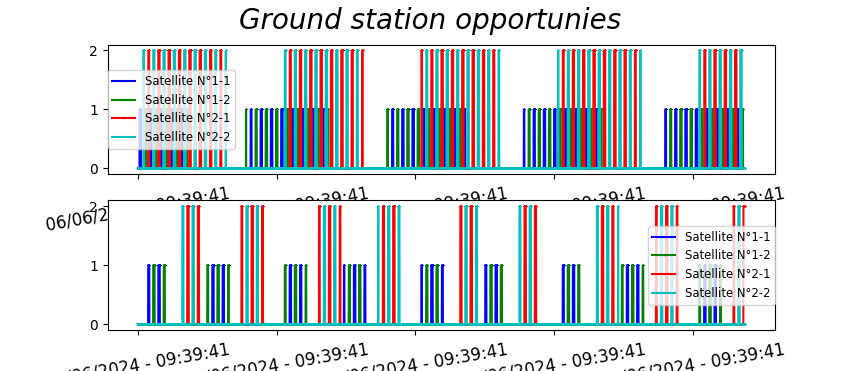 Ground station opportunies
2
1
0
Satellite N°1-1
Satellite N°1-2
Satellite N°2-1
Satellite N°2-2
09:39:41 09:39:41 09:39:41 09:39:41 09:39:41
06/06/2
2
1
0
Satellite N°1-1
Satellite N°1-2
Satellite N°2-1
Satellite N°2-2
/06/2024 - 09:39:41 /06/2024 - 09:39:41 /06/2024 - 09:39:41 /06/2024 - 09:39:41 /06/2024 - 09:39:41